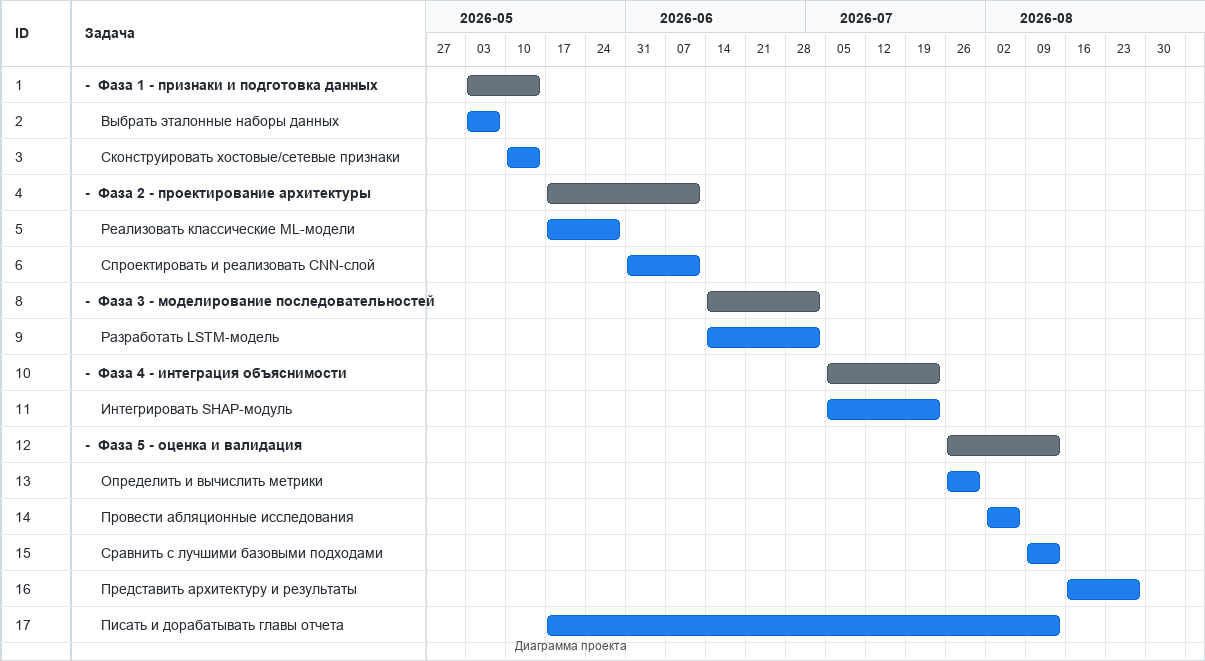 ID Задача 2026-05 2026-06 2026-07 2026-08
27 03 10 17 24 31 07 14 21 28 05 12 19 26 02 09 16 23 30
1 - Фаза 1 - признаки и подготовка данных
2 Выбрать эталонные наборы данных
3 Сконструировать хостовые/сетевые признаки
4 - Фаза 2 - проектирование архитектуры
5 Реализовать классические ML-модели
6 Спроектировать и реализовать CNN-слой
8 - Фаза 3 - моделирование последовательностей
9 Разработать LSTM-модель
10 - Фаза 4 - интеграция объяснимости
11 Интегрировать SHAP-модуль
12 - Фаза 5 - оценка и валидация
13 Определить и вычислить метрики
14 Провести абляционные исследования
15 Сравнить с лучшими базовыми подходами
16 Представить архитектуру и результаты
17 Писать и дорабатывать главы отчета
Диаграмма проекта